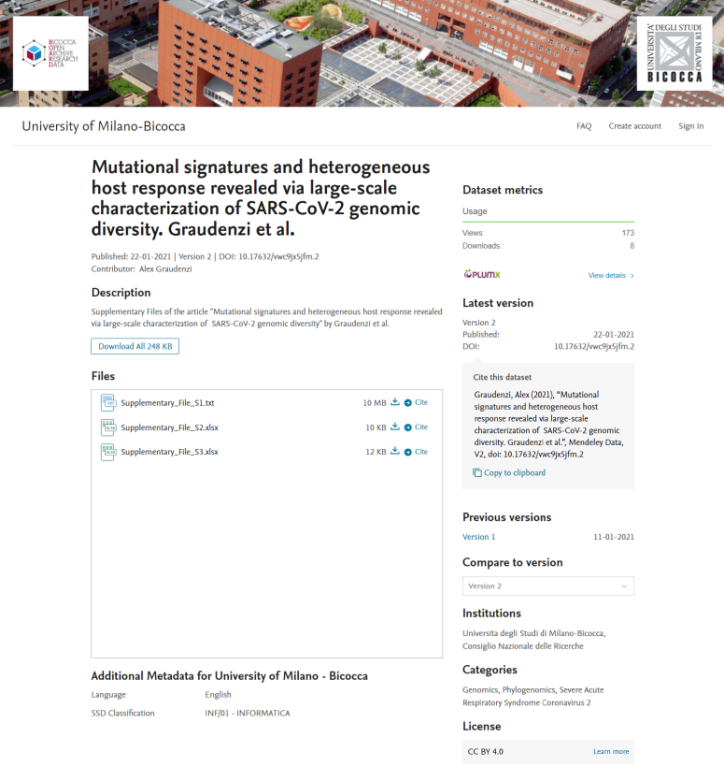 BICOCCA
OPEN
ARCHIVE
RESEARCH
DATA
UNIVERSITA'
DEGLI STUDI
DI MILANO
BICOCCA
University of Milano-Bicocca
FAQ
Create account
Sign In
Mutational signatures and heterogeneous
host response revealed via large-scale
characterization of SARS-CoV-2 genomic
diversity. Graudenzi et al.
Published: 22-01-2021 | Version 2 | DOI: 10.17632/vwc9jx5jfm.2
Contributor: Alex Graudenzi
Description
Supplementary Files of the article "Mutational signatures and heterogeneous host response revealed
via large-scale characterization of SARS-CoV-2 genomic diversity" by Graudenzi et al.
Download All 248 KB
Files
Supplementary_File_S1.txt 10 MB Cite
Supplementary_File_S2.xlsx 10 KB Cite
Supplementary_File_S3.xlsx 12 KB Cite
Additional Metadata for University of Milano - Bicocca
Language English
SSD Classification INF/01 - INFORMATICA
Dataset metrics
Usage
Views: 173
Downloads: 8
PLUMX View details >
Latest version
Version 2
Published: 22-01-2021
DOI: 10.17632/vwc9jx5jfm.2
Cite this dataset
Graudenzi, Alex (2021), "Mutational
signatures and heterogeneous host
response revealed via large-scale
characterization of SARS-CoV-2 genomic
diversity. Graudenzi et al.", Mendeley Data,
V2, doi: 10.17632/vwc9jx5jfm.2
Copy to clipboard
Previous versions
Version 1 11-01-2021
Compare to version
Version 2
Institutions
Universita degli Studi di Milano-Bicocca,
Consiglio Nazionale delle Ricerche
Categories
Genomics, Phylogenomics, Severe Acute
Respiratory Syndrome Coronavirus 2
License
CC BY 4.0 Learn more